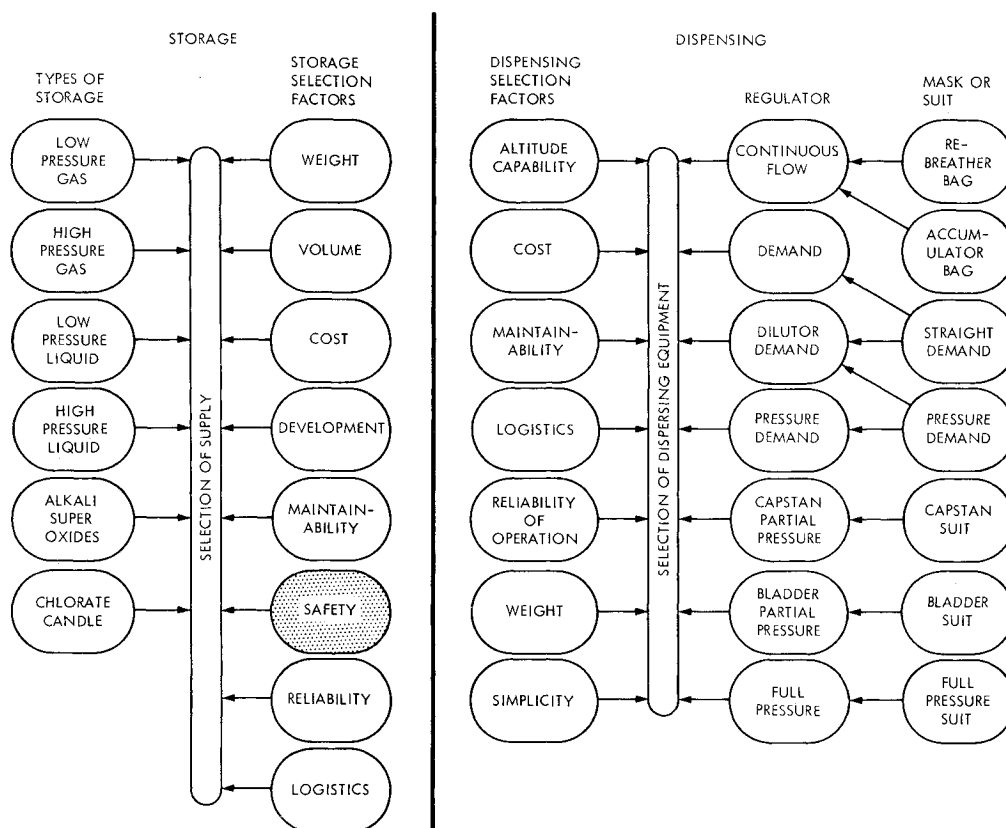 STORAGE
TYPES OF
STORAGE
STORAGE
SELECTION
FACTORS
LOW
PRESSURE
GAS
HIGH
PRESSURE
GAS
LOW
PRESSURE
LIQUID
HIGH
PRESSURE
LIQUID
ALKALI
SUPER
OXIDES
CHLORATE
CANDLE
SELECTION OF SUPPLY
WEIGHT
VOLUME
COST
DEVELOPMENT
MAINTAIN-
ABILITY
SAFETY
RELIABILITY
LOGISTICS
DISPENSING
DISPENSING
SELECTION
FACTORS
REGULATOR
MASK OR
SUIT
ALTITUDE
CAPABILITY
COST
MAINTAIN-
ABILITY
LOGISTICS
RELIABILITY
OF
OPERATION
WEIGHT
SIMPLICITY
SELECTION OF DISPERSING EQUIPMENT
CONTINUOUS
FLOW
DEMAND
DILUTOR
DEMAND
PRESSURE
DEMAND
CAPSTAN
PARTIAL
PRESSURE
BLADDER
PARTIAL
PRESSURE
FULL
PRESSURE
RE-
BREATHER
BAG
ACCUM-
ULATOR
BAG
STRAIGHT
DEMAND
PRESSURE
DEMAND
CAPSTAN
SUIT
BLADDER
SUIT
FULL
PRESSURE
SUIT